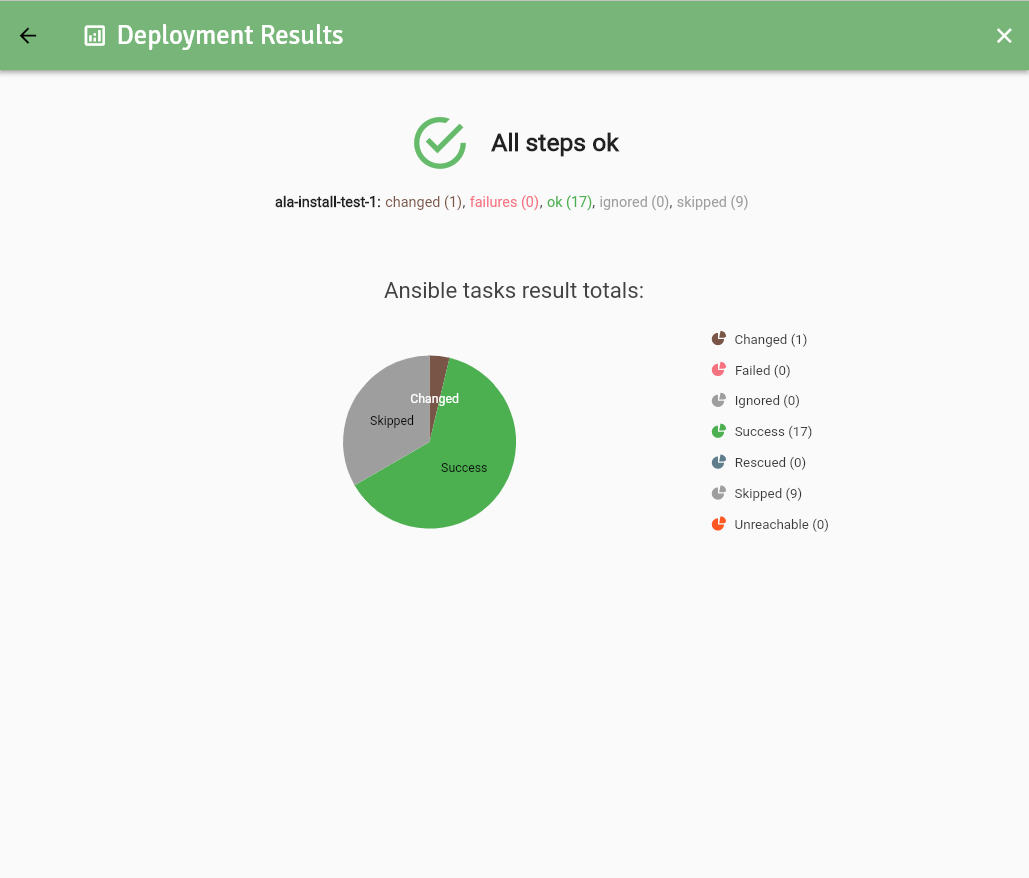 Deployment Results
All steps ok
ala-install-test-1: changed (1), failures (0), ok (17), ignored (0), skipped (9)
Ansible tasks result totals:
Changed
Skipped
Success
Changed (1)
Failed (0)
Ignored (0)
Success (17)
Rescued (0)
Skipped (9)
Unreachable (0)